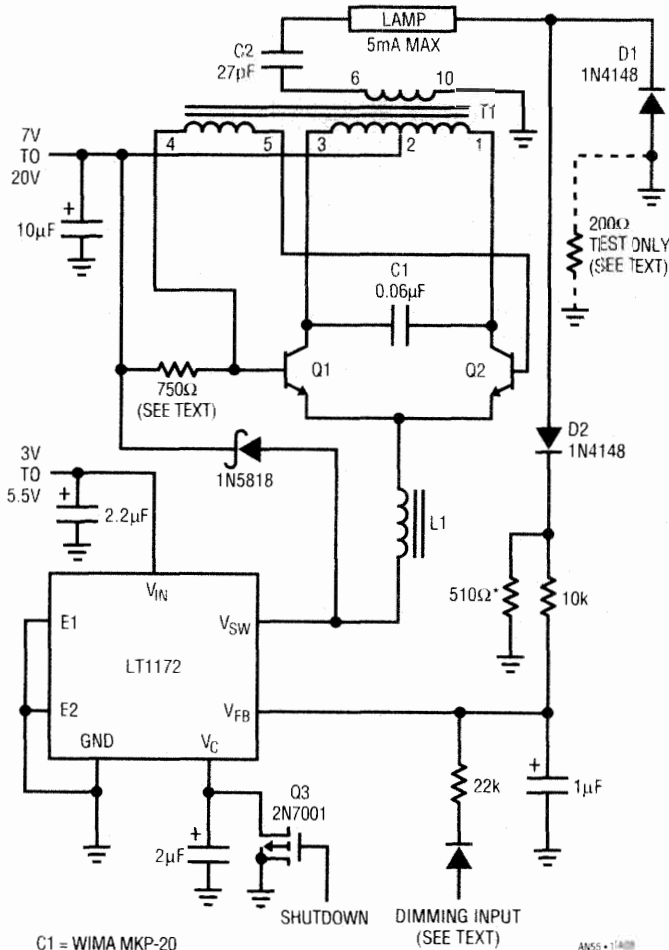 LAMP
5mA MAX
C2
27pF
D1
1N4148
6
10
T1
7V
TO
20V
4
5
3
2
1
+
10µF
200Ω
TEST ONLY
(SEE TEXT)
C1
0.06µF
Q1
Q2
750Ω
(SEE TEXT)
D2
1N4148
3V
TO
5.5V
1N5818
+
2.2µF
L1
VIN
510Ω*
10k
E1
VSW
LT1172
E2
VFB
GND
VC
Q3
2N7001
22k
+
1µF
+
2µF
SHUTDOWN
DIMMING INPUT
(SEE TEXT)
C1 = WIMA MKP-20